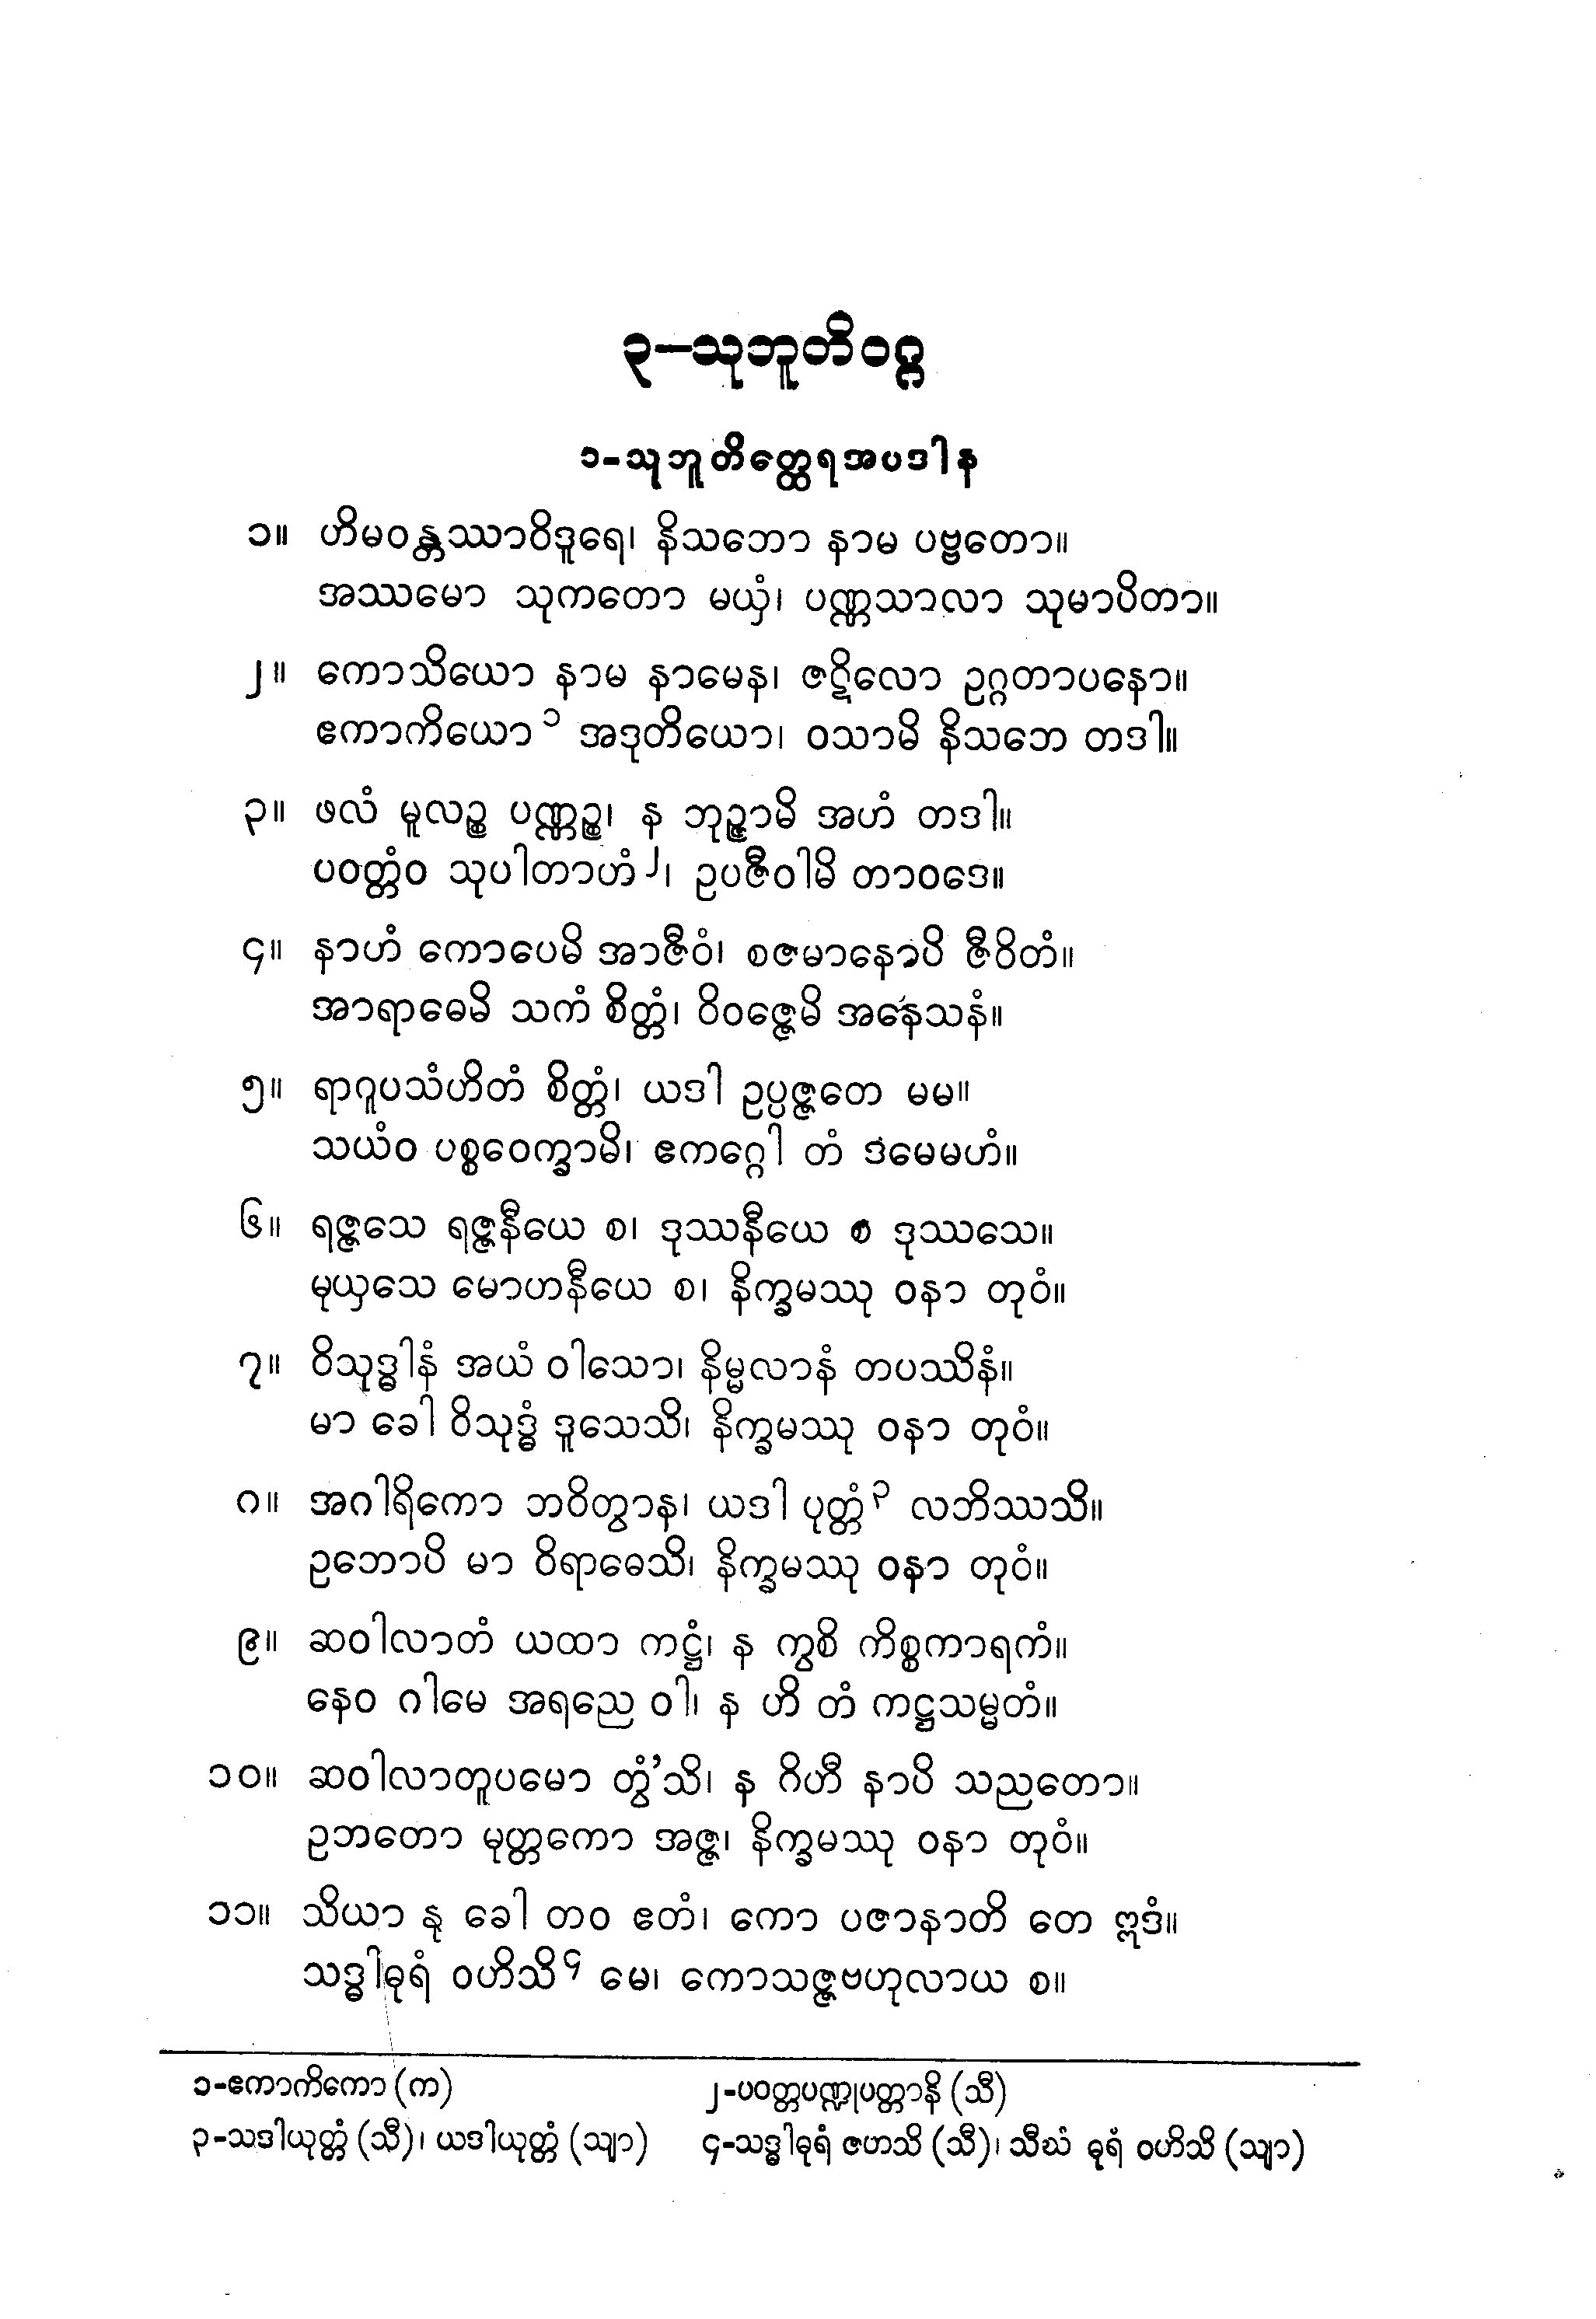 ၃–သုဘူတိဝဂ္ဂ
၁-သုဘူတိတ္ထေရအပဒါန
၁။ ဟိမဝန္တဿာဝိဒူရေ၊ နိသဘော နာမ ပဗ္ဗတော။
အဿမော သုကတော မယှံ၊ ပဏ္ဏသာလာ သုမာပိတာ။
၂။ ကောသိယော နာမ နာမေန၊ ဇဋိလော ဥဂ္ဂတာပနော။
ဧကာကိယော ၁ အဒုတိယော၊ ဝသာမိ နိသဘေ တဒါ။
၃။ ဖလံ မူလဉ္စ ပဏ္ဏဉ္စ၊ န ဘုဉ္ဇာမိ အဟံ တဒါ။
ပဝတ္တံဝ သုပါတာဟံ ၂၊ ဥပဇီဝါမိ တာဝဒေ။
၄။ နာဟံ ကောပေမိ အာဇီဝံ၊ စဇမာနောပိ ဇီဝိတံ။
အာရာဓေမိ သကံ စိတ္တံ၊ ဝိဝဇ္ဇေမိ အနေသနံ။
၅။ ရာဂူပသံဟိတံ စိတ္တံ၊ ယဒါ ဥပ္ပဇ္ဇတေ မမ။
သယံဝ ပစ္စဝေက္ခာမိ၊ ဧကဂ္ဂေါ တံ ဒမေမဟံ။
၆။ ရဇ္ဇသေ ရဇ္ဇနီယေ စ၊ ဒုဿနီယေ စ ဒုဿသေ။
မုယှသေ မောဟနီယေ စ၊ နိက္ခမဿု ဝနာ တုဝံ။
၇။ ဝိသုဒ္ဓါနံ အယံ ဝါသော၊ နိမ္မလာနံ တပဿိနံ။
မာ ခေါ ဝိသုဒ္ဓံ ဒူသေသိ၊ နိက္ခမဿု ဝနာ တုဝံ။
၈။ အဂါရိကော ဘဝိတွာန၊ ယဒါ ပုတ္တံ ၃ လဘိဿသိ။
ဥဘောပိ မာ ဝိရာဓေသိ၊ နိက္ခမဿု ဝနာ တုဝံ။
၉။ ဆဝါလာတံ ယထာ ကဋ္ဌံ၊ န ကွစိ ကိစ္စကာရကံ။
နေဝ ဂါမေ အရညေ ဝါ၊ န ဟိ တံ ကဋ္ဌသမ္မတံ။
၁၀။ ဆဝါလာတူပမော တွံ’သိ၊ န ဂိဟီ နာပိ သညတော။
ဥဘတော မုတ္တကော အဇ္ဇ၊ နိက္ခမဿု ဝနာ တုဝံ။
၁၁။ သိယာ နု ခေါ တဝ ဧတံ၊ ကော ပဇာနာတိ တေ ဣဒံ။
သဒ္ဓါဓုရံ ဝဟိသိ ၄ မေ၊ ကောသဇ္ဇဗဟုလာယ စ။
၁-ဧကာကိကော (က) ၂-ပဝတ္တပဏ္ဍုပတ္တာနိ (သီ)
၃-သဒါယုတ္တံ (သီ)၊ ယဒါယုတ္တံ (သျာ) ၄-သဒ္ဓါဓုရံ ဇဟသိ (သီ)၊ သီဃံ ဓုရံ ဝဟိသိ (သျာ)